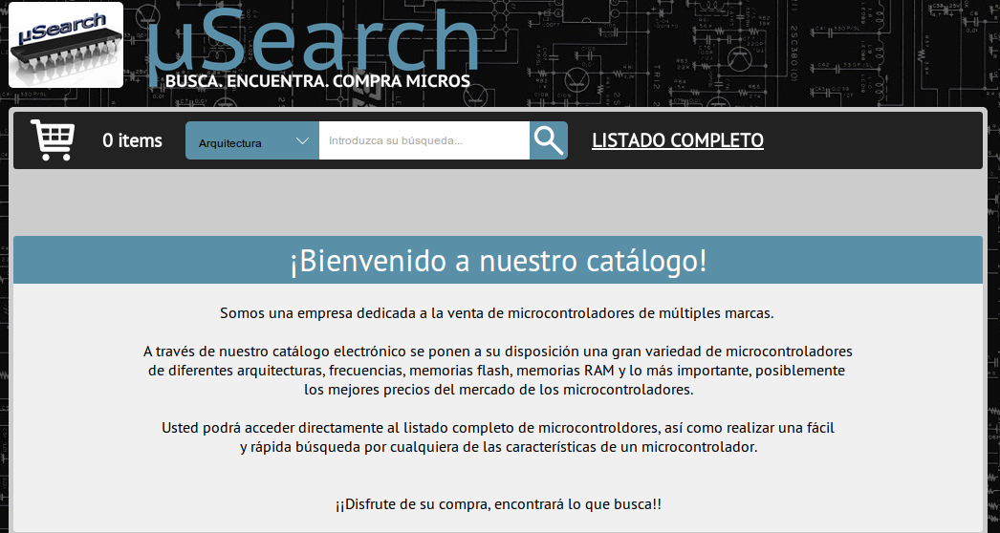 µSearch
µSearch
BUSCA. ENCUENTRA. COMPRA MICROS
0 items
Arquitectura
Introduzca su búsqueda...
LISTADO COMPLETO
¡Bienvenido a nuestro catálogo!
Somos una empresa dedicada a la venta de microcontroladores de múltiples marcas.
A través de nuestro catálogo electrónico se ponen a su disposición una gran variedad de microcontroladores
de diferentes arquitecturas, frecuencias, memorias flash, memorias RAM y lo más importante, posiblemente
los mejores precios del mercado de los microcontroladores.
Usted podrá acceder directamente al listado completo de microcontroldores, así como realizar una fácil
y rápida búsqueda por cualquiera de las características de un microcontrolador.
¡¡Disfrute de su compra, encontrará lo que busca!!